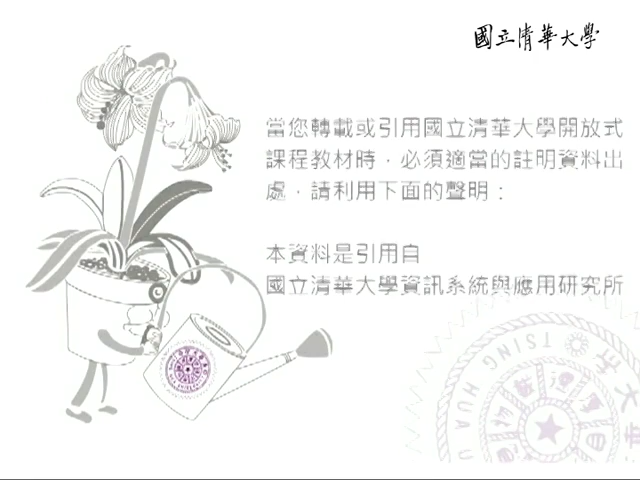 國立清華大學
當您轉載或引用國立清華大學開放式
課程教材時，必須適當的註明資料出
處，請利用下面的聲明：
本資料是引用自
國立清華大學資訊系統與應用研究所
TSING HUA U